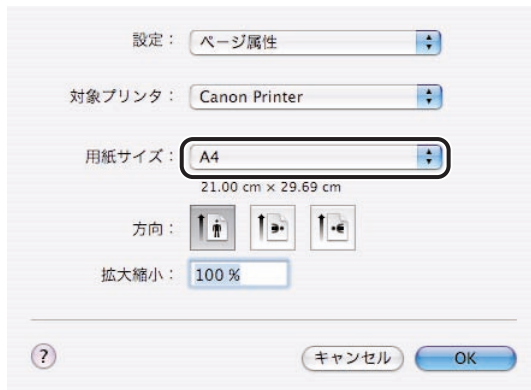 設定： ページ属性
対象プリンタ： Canon Printer
用紙サイズ： A4
21.00 cm × 29.69 cm
方向：
拡大縮小： 100 %
? キャンセル OK